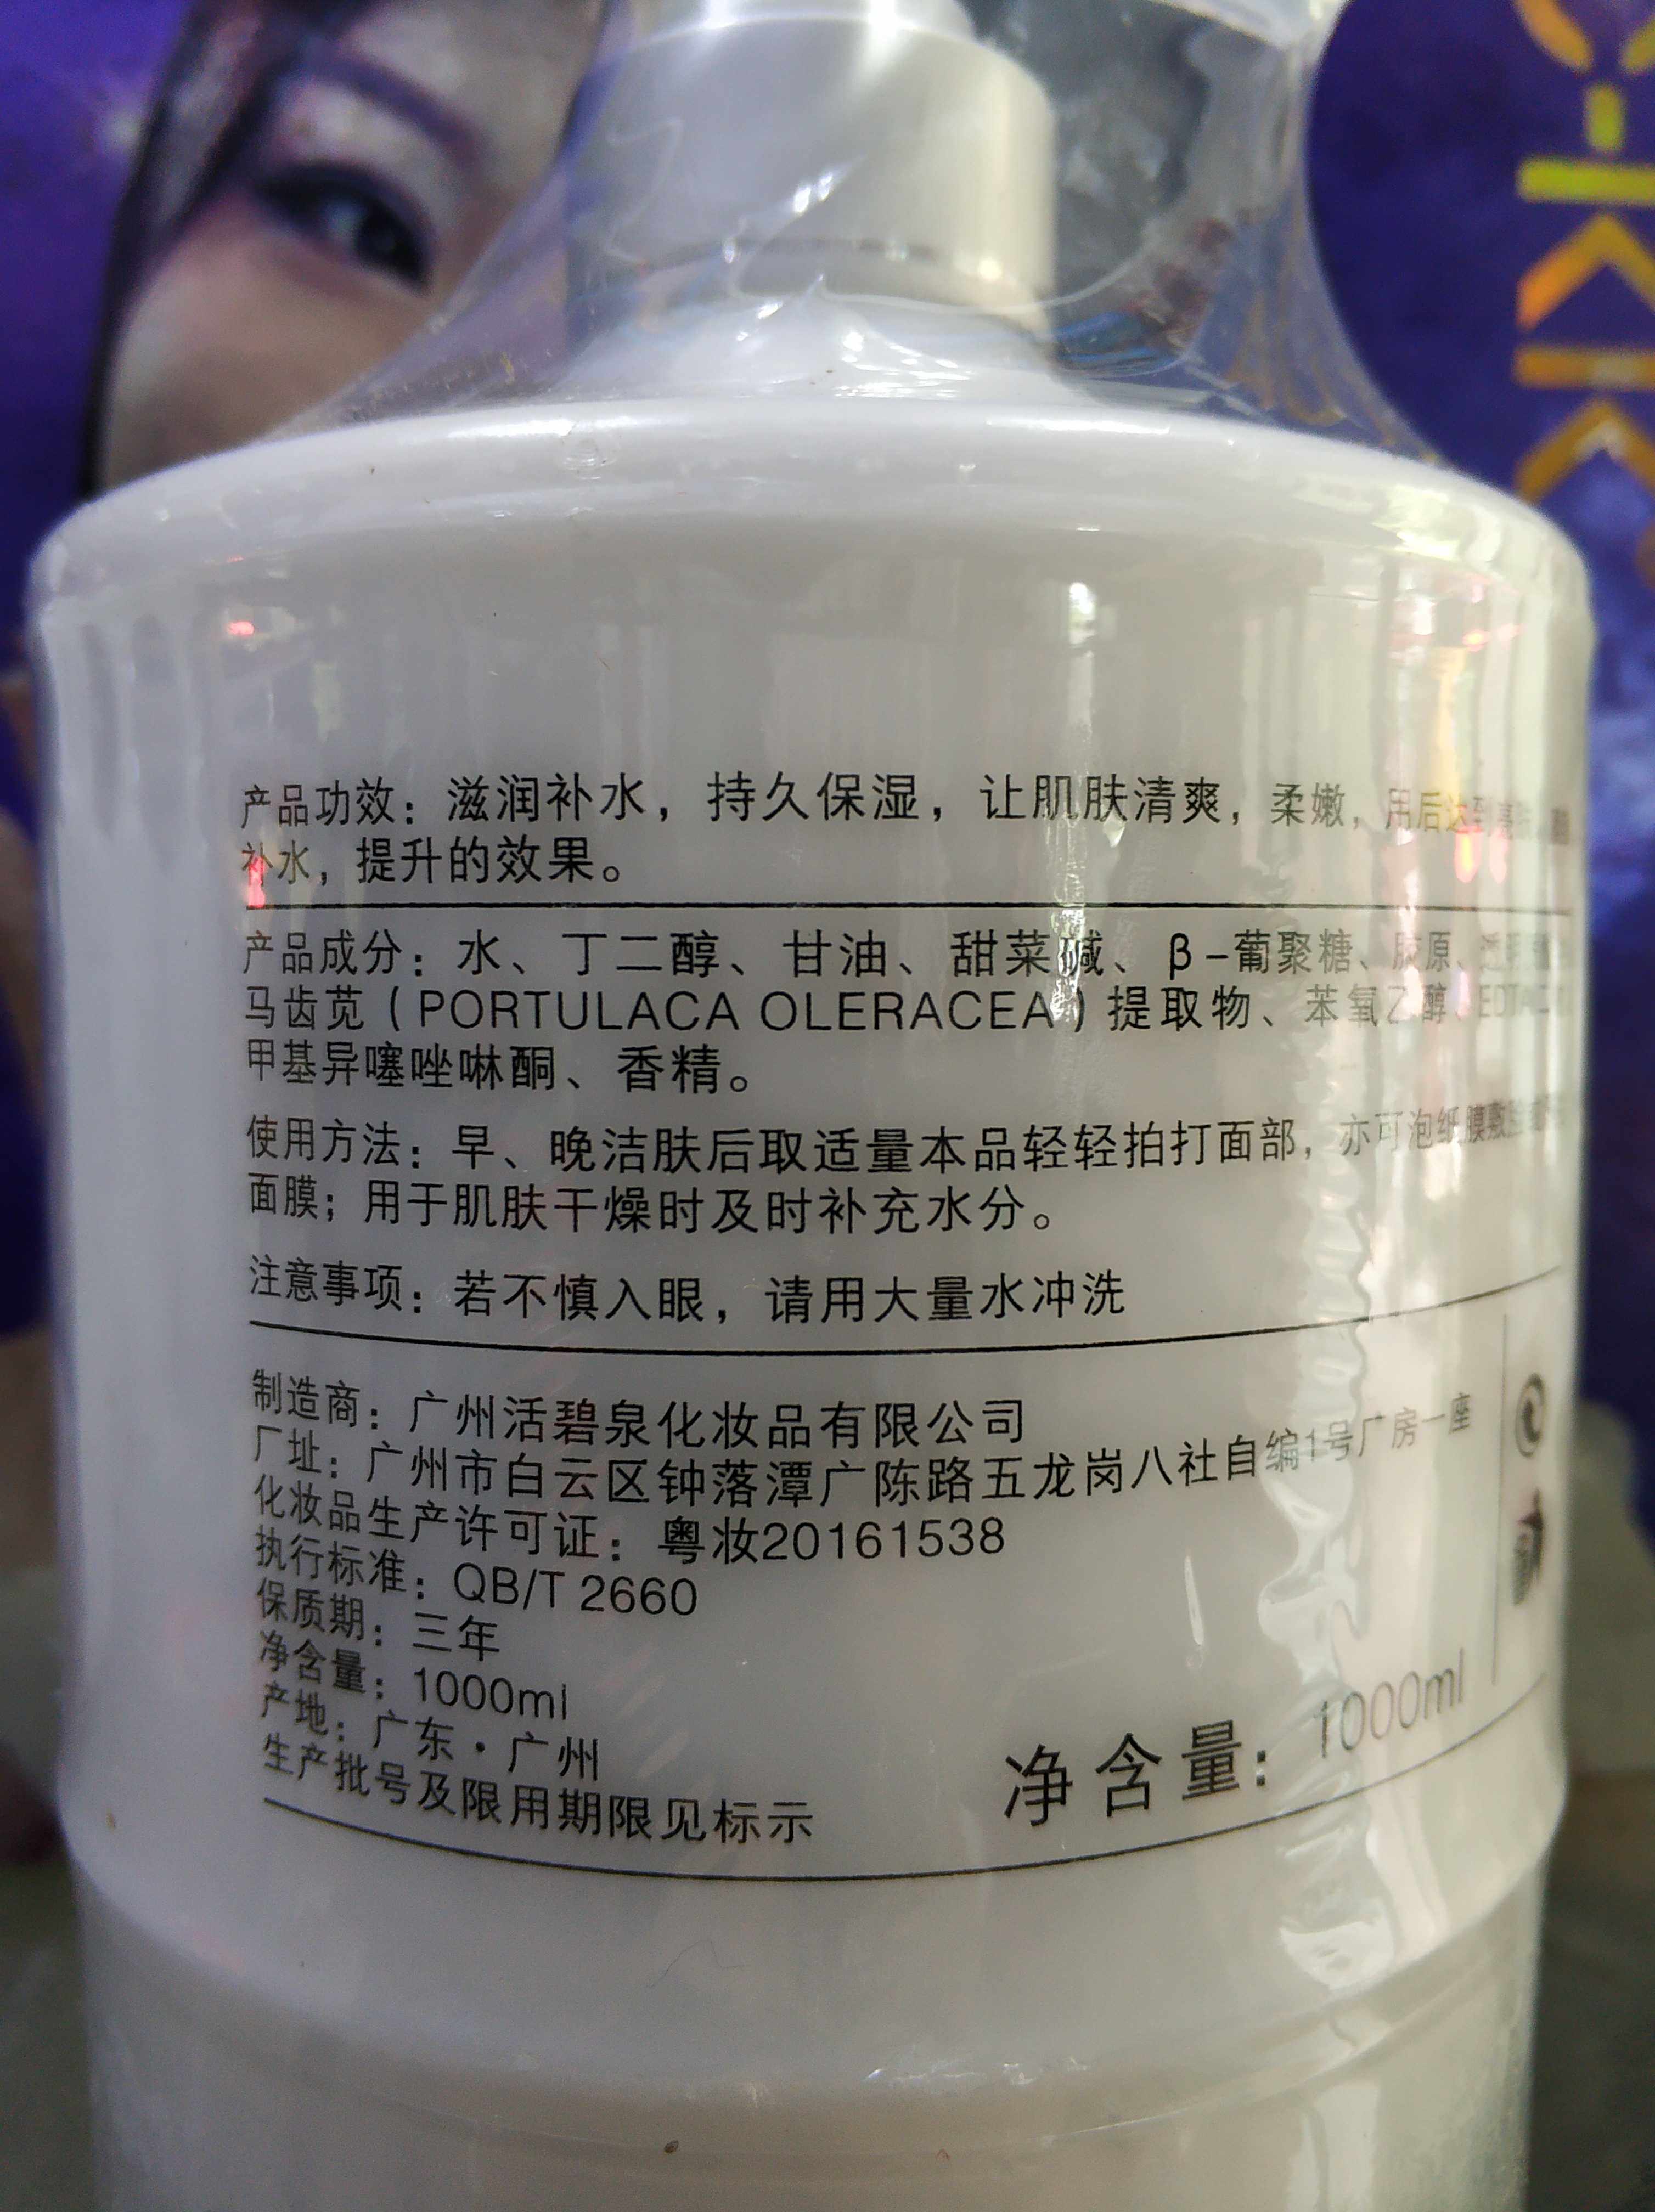 产品功效：滋润补水，持久保湿，让肌肤清爽，柔嫩，用后达到
补水，提升的效果。
产品成分：水、丁二醇、甘油、甜菜碱、β-葡聚糖、胶原、
马齿苋（PORTULACA OLERACEA）提取物、苯氧乙醇、
甲基异噻唑啉酮、香精。
使用方法：早、晚洁肤后取适量本品轻轻拍打面部，亦可泡纸膜敷
面膜；用于肌肤干燥时及时补充水分。
注意事项：若不慎入眼，请用大量水冲洗
制造商：广州活碧泉化妆品有限公司
厂址：广州市白云区钟落潭广陈路五龙岗八社自编1号厂房一座
化妆品生产许可证：粤妆20161538
执行标准：QB/T 2660
保质期：三年
净含量：1000ml
产地：广东·广州
生产批号及限用期限见标示
净含量：1000ml